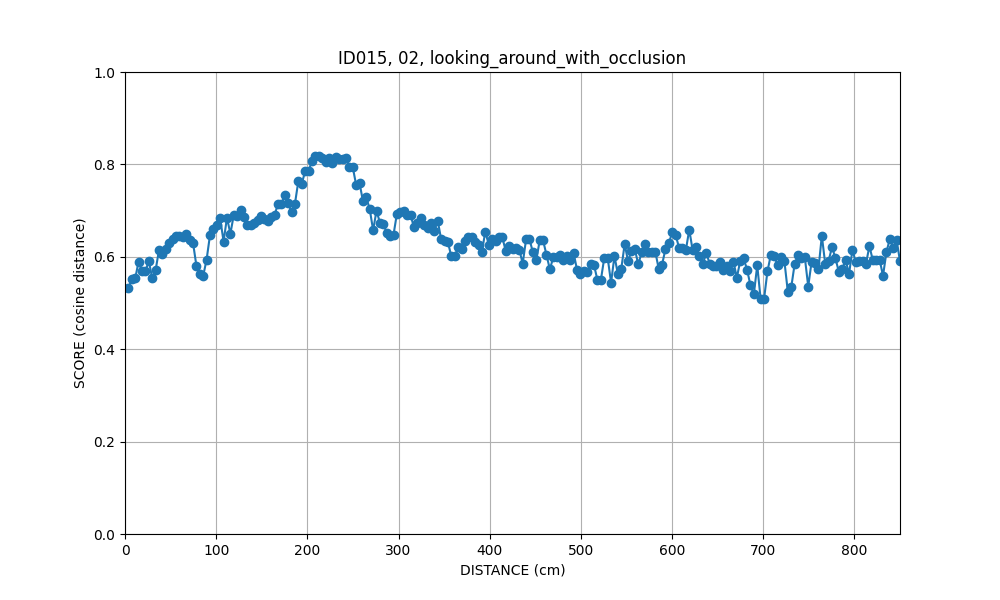 ID015, 02, looking_around_with_occlusion
1.0
0.8
0.6
0.4
0.2
0.0
SCORE (cosine distance)
0 100 200 300 400 500 600 700 800
DISTANCE (cm)